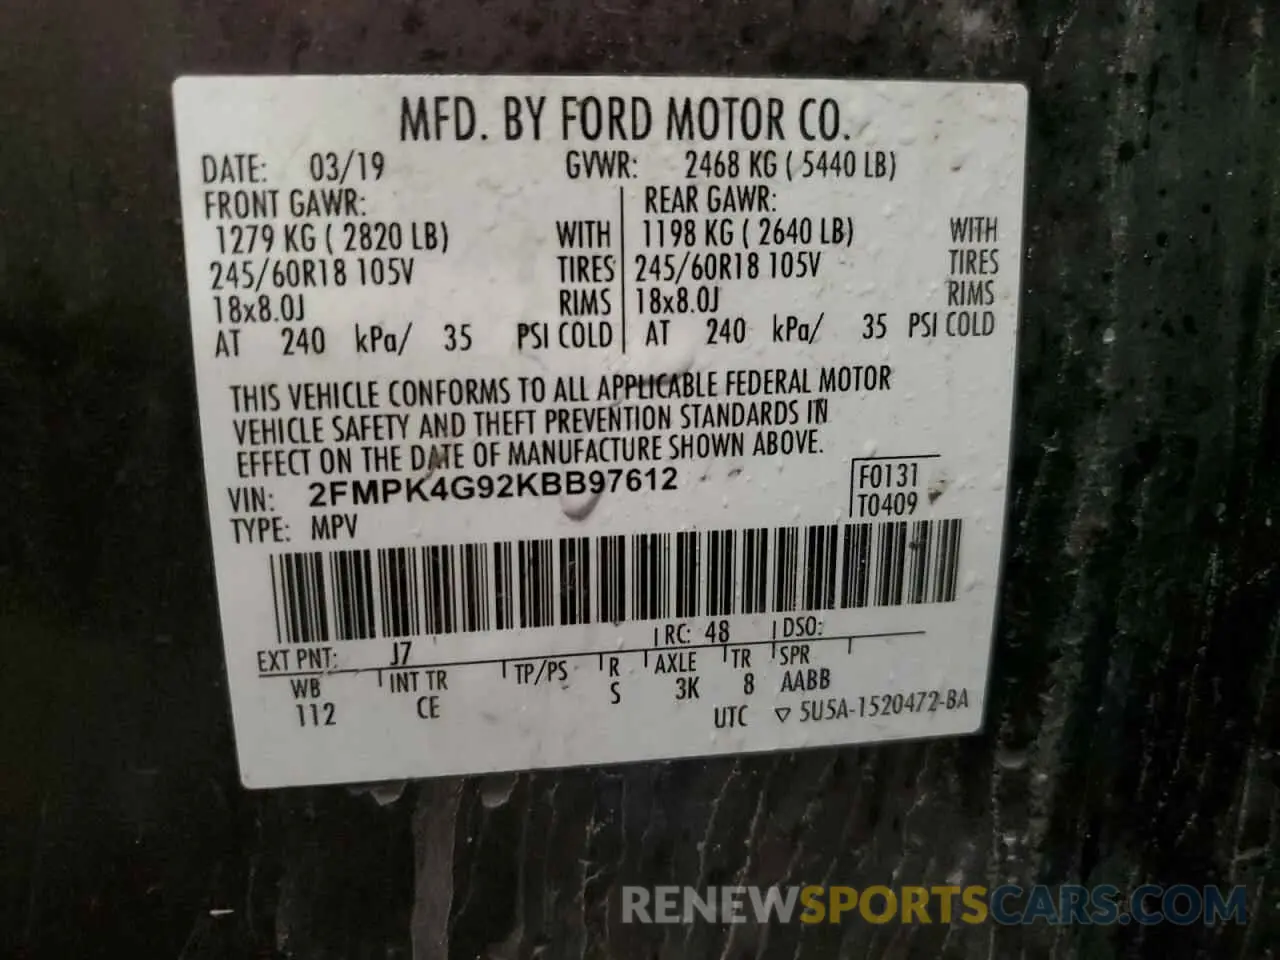 MFD. BY FORD MOTOR CO.
DATE: 03/19 GVWR: 2468 KG ( 5440 LB)
FRONT GAWR: REAR GAWR:
1279 KG ( 2820 LB) WITH 1198 KG ( 2640 LB) WITH
245/60R18 105V TIRES 245/60R18 105V TIRES
18x8.0J RIMS 18x8.0J RIMS
AT 240 kPa/ 35 PSI COLD AT 240 kPa/ 35 PSI COLD
THIS VEHICLE CONFORMS TO ALL APPLICABLE FEDERAL MOTOR
VEHICLE SAFETY AND THEFT PREVENTION STANDARDS IN
EFFECT ON THE DATE OF MANUFACTURE SHOWN ABOVE.
VIN: 2FMPK4G92KBB97612 F0131
TYPE: MPV T0409
EXT PNT: J7 RC: 48 DSO:
WB INT TR TP/PS R AXLE TR SPR
112 CE S 3K 8 AABB
UTC ▽ 5U5A-1520472-BA
RENEWSPORTSCARS.COM